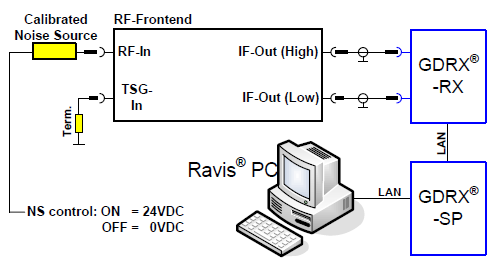 Calibrated
Noise Source
RF-Frontend
RF-In
IF-Out (High)
TSG-
In
IF-Out (Low)
Term.
GDRX®
-RX
LAN
Ravis® PC
LAN
GDRX®
-SP
NS control: ON = 24VDC
OFF = 0VDC